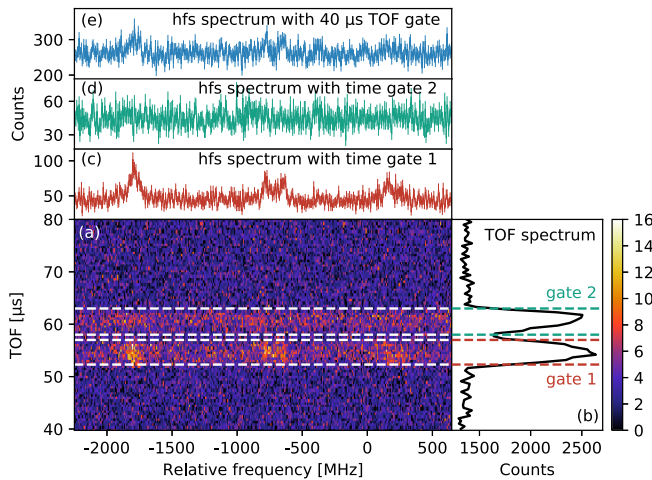 (e) hfs spectrum with 40 μs TOF gate
300
200
(d) hfs spectrum with time gate 2
60
30
Counts
(c) hfs spectrum with time gate 1
100
50
(a)
80
70
60
50
40
TOF [μs]
-2000 -1500 -1000 -500 0 500
Relative frequency [MHz]
TOF spectrum
gate 2
gate 1
(b)
1500 2500
Counts
16
14
12
10
8
6
4
2
0